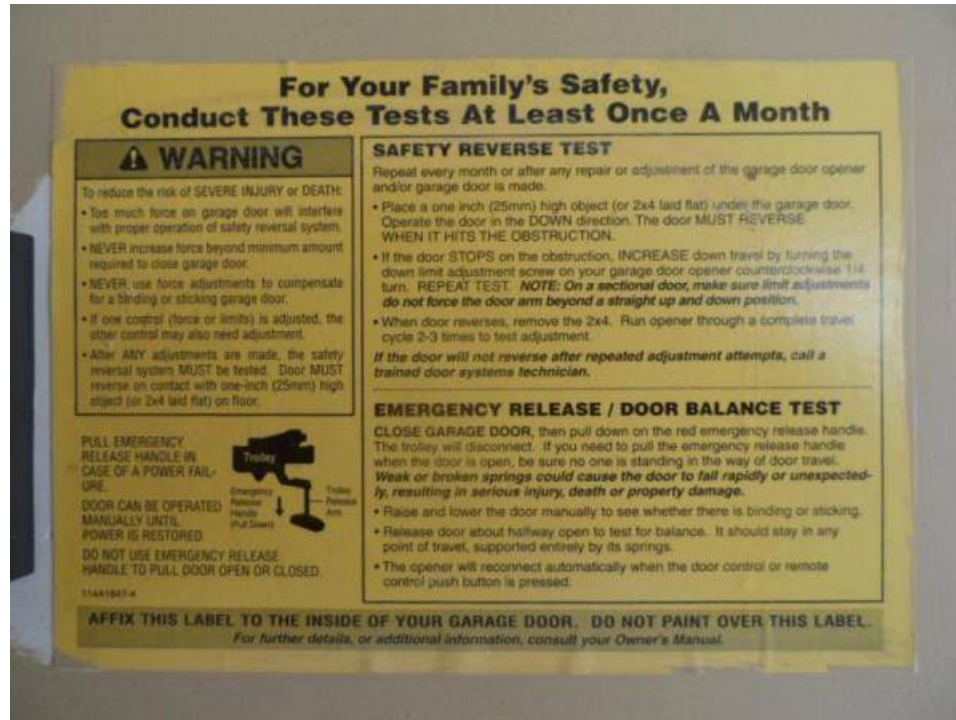 For Your Family's Safety,
Conduct These Tests At Least Once A Month
WARNING
To reduce the risk of SEVERE INJURY or DEATH:
• Too much force on garage door will interfere
with proper operation of safety reversal system.
• NEVER increase force beyond minimum amount
required to close garage door.
• NEVER use force adjustments to compensate
for a binding or sticking garage door.
• If one control (force or limits) is adjusted, the
other control may also need adjustment.
• After ANY adjustments are made, the safety
reversal system MUST be tested. Door MUST
reverse on contact with one-inch (25mm) high
object (or 2x4 laid flat) on floor.
PULL EMERGENCY
RELEASE HANDLE IN
CASE OF A POWER FAIL-
URE.
DOOR CAN BE OPERATED
MANUALLY UNTIL
POWER IS RESTORED
DO NOT USE EMERGENCY RELEASE
HANDLE TO PULL DOOR OPEN OR CLOSED.
Trolley
Emergency
Release
Handle
(Pull Down)
Trolley
Release
Arm
114A1847-4
SAFETY REVERSE TEST
Repeat every month or after any repair or adjustment of the garage door opener
and/or garage door is made.
• Place a one inch (25mm) high object (or 2x4 laid flat) under the garage door.
Operate the door in the DOWN direction. The door MUST REVERSE
WHEN IT HITS THE OBSTRUCTION.
• If the door STOPS on the obstruction, INCREASE down travel by turning the
down limit adjustment screw on your garage door opener counterclockwise 1/4
turn. REPEAT TEST. NOTE: On a sectional door, make sure limit adjustments
do not force the door arm beyond a straight up and down position.
• When door reverses, remove the 2x4. Run opener through a complete travel
cycle 2-3 times to test adjustment.
If the door will not reverse after repeated adjustment attempts, call a
trained door systems technician.
EMERGENCY RELEASE / DOOR BALANCE TEST
CLOSE GARAGE DOOR, then pull down on the red emergency release handle.
The trolley will disconnect. If you need to pull the emergency release handle
when the door is open, be sure no one is standing in the way of door travel.
Weak or broken springs could cause the door to fall rapidly or unexpected-
ly, resulting in serious injury, death or property damage.
• Raise and lower the door manually to see whether there is binding or sticking.
• Release door about halfway open to test for balance. It should stay in any
point of travel, supported entirely by its springs.
• The opener will reconnect automatically when the door control or remote
control push button is pressed.
AFFIX THIS LABEL TO THE INSIDE OF YOUR GARAGE DOOR. DO NOT PAINT OVER THIS LABEL.
For further details, or additional information, consult your Owner's Manual.